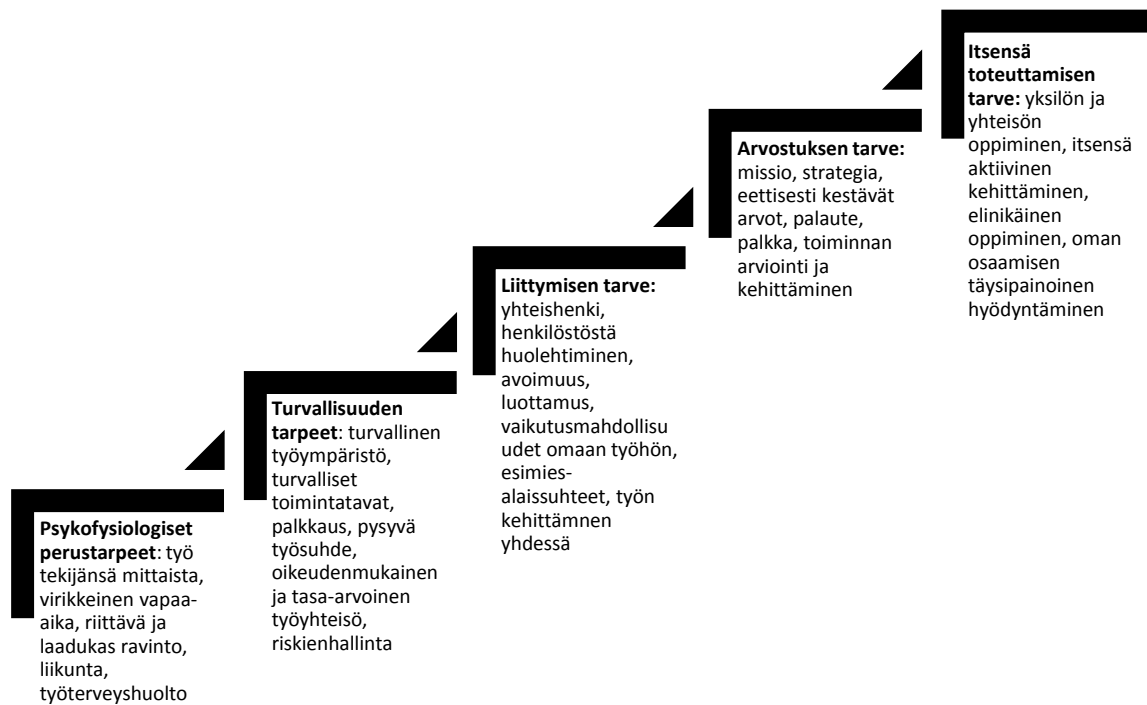 Psykofysiologiset
perustarpeet: työ
tekijänsä mittaista,
virikkeinen vapaa-
aika, riittävä ja
laadukas ravinto,
liikunta,
työterveyshuolto
Turvallisuuden
tarpeet: turvallinen
työympäristö,
turvalliset
toimintatavat,
palkkaus, pysyvä
työsuhde,
oikeudenmukainen
ja tasa-arvoinen
työyhteisö,
riskienhallinta
Liittymisen tarve:
yhteishenki,
henkilöstöstä
huolehtiminen,
avoimuus,
luottamus,
vaikutusmahdollisu
udet omaan työhön,
esimies-
alaissuhteet, työn
kehittämnen
yhdessä
Arvostuksen tarve:
missio, strategia,
eettisesti kestävät
arvot, palaute,
palkka, toiminnan
arviointi ja
kehittäminen
Itsensä
toteuttamisen
tarve: yksilön ja
yhteisön
oppiminen, itsensä
aktiivinen
kehittäminen,
elinikäinen
oppiminen, oman
osaamisen
täysipainoinen
hyödyntäminen